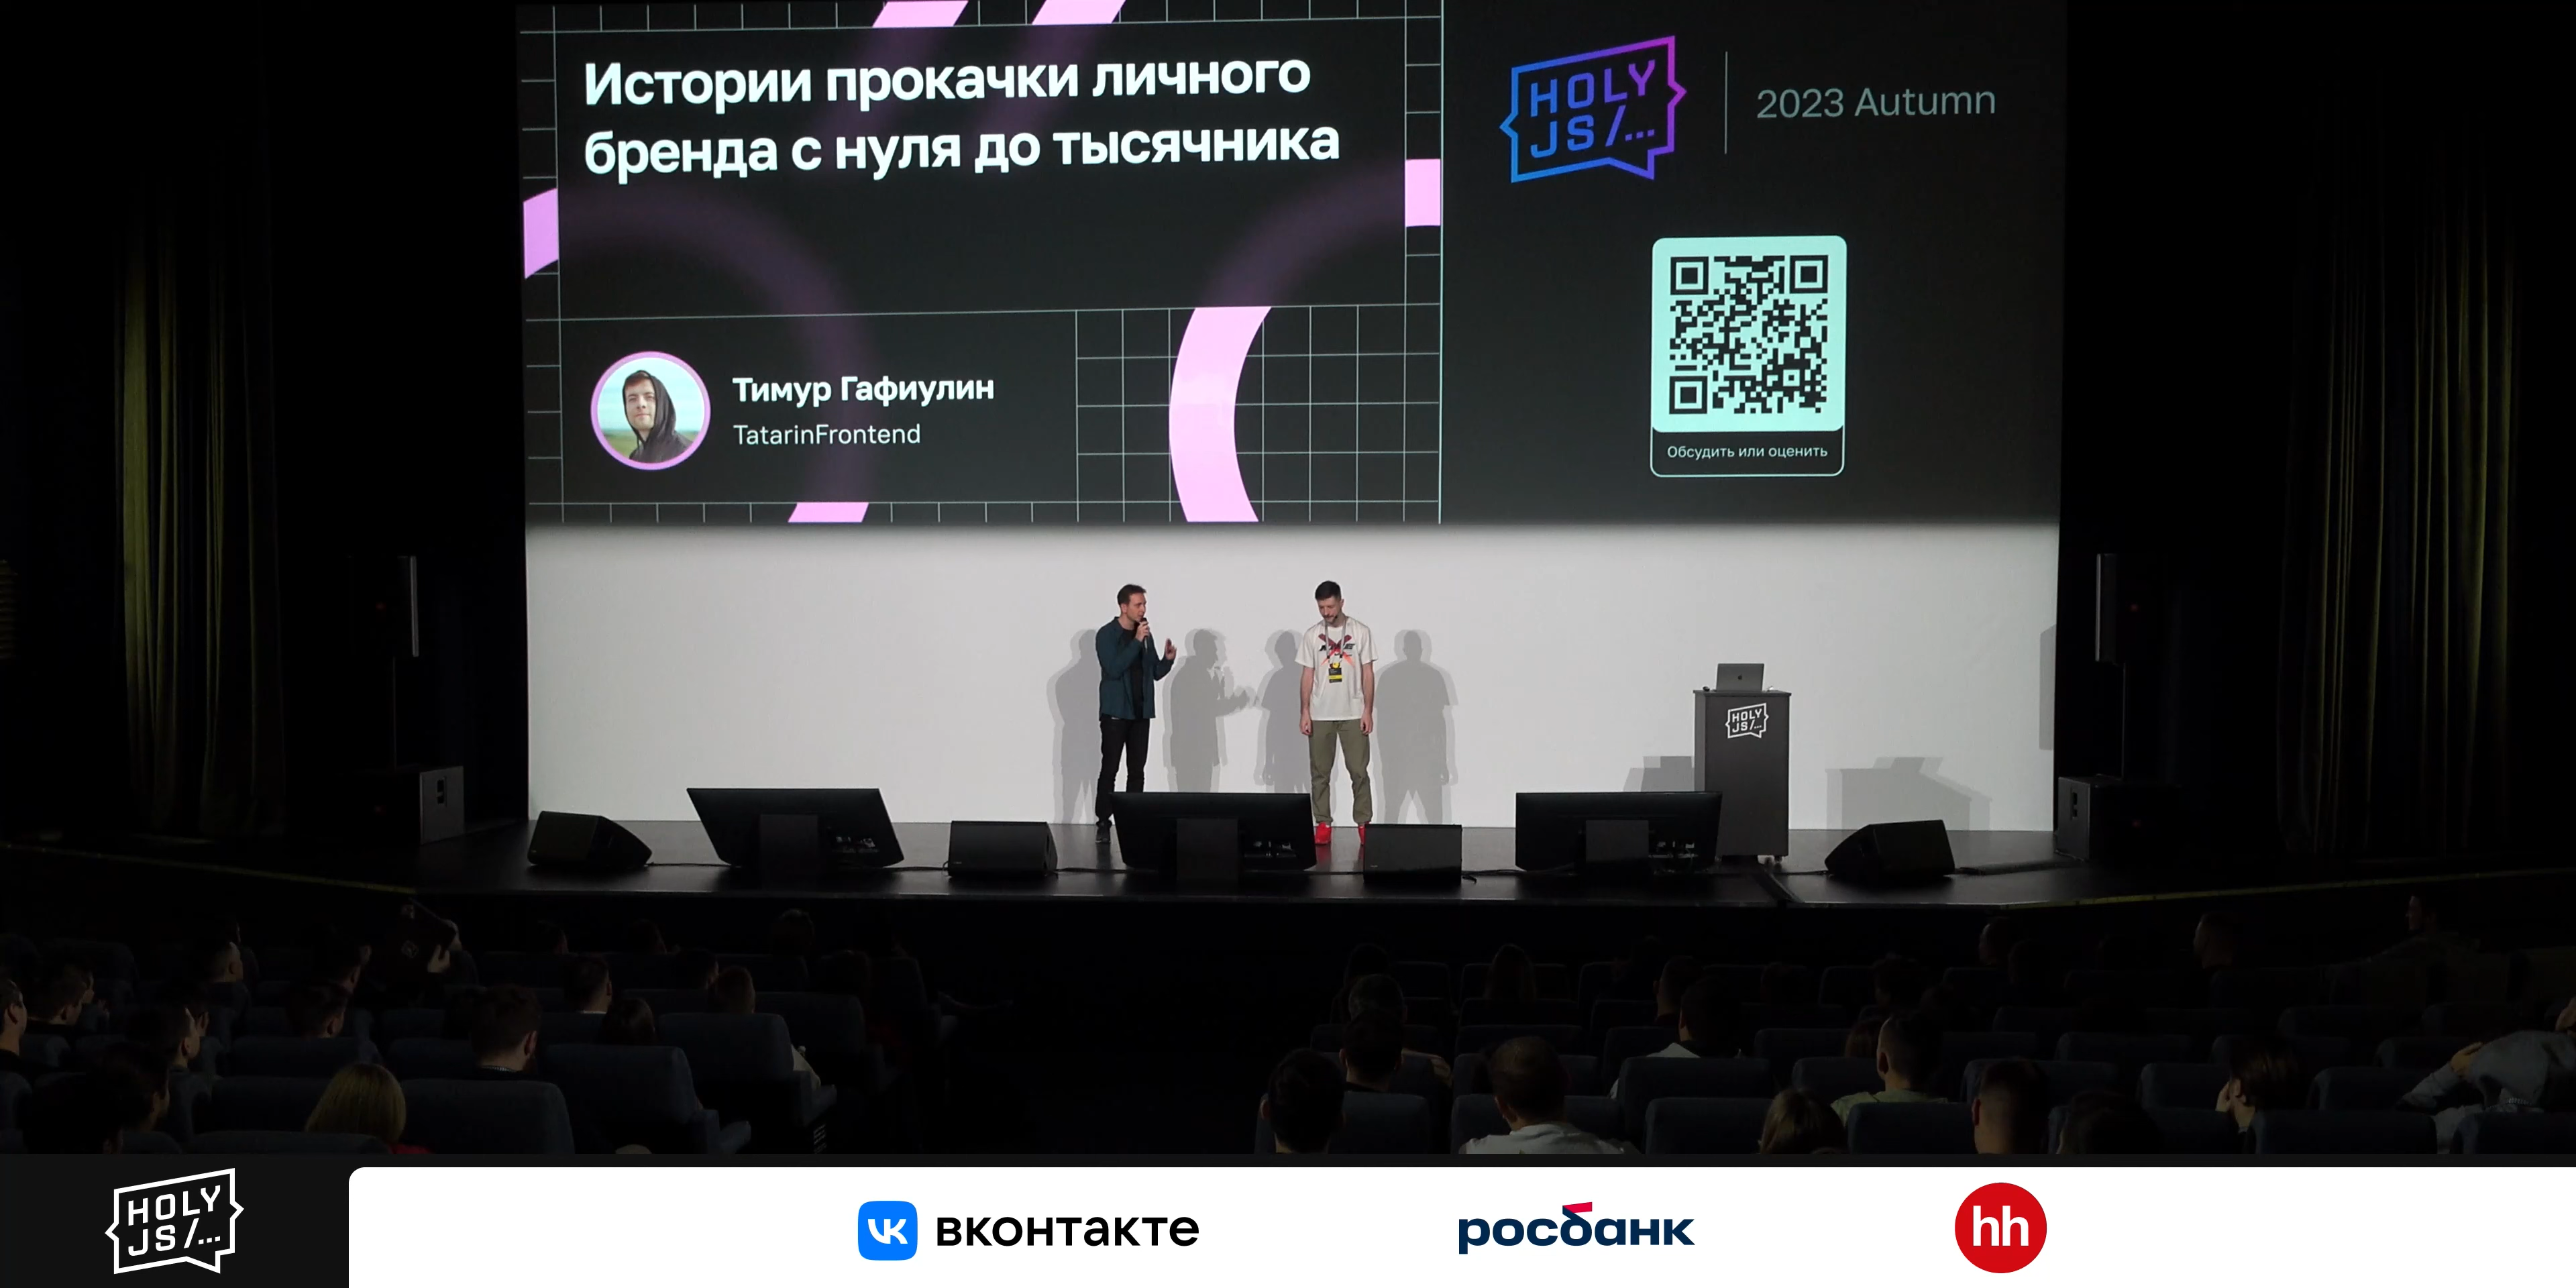 Истории прокачки личного
бренда с нуля до тысячника
Тимур Гафиулин
TatarinFrontend
HOLY
JS/...
2023 Autumn
Обсудить или оценить
HOLY
JS/...
HOLY
JS/...
VK вконтакте
росбанк
hh